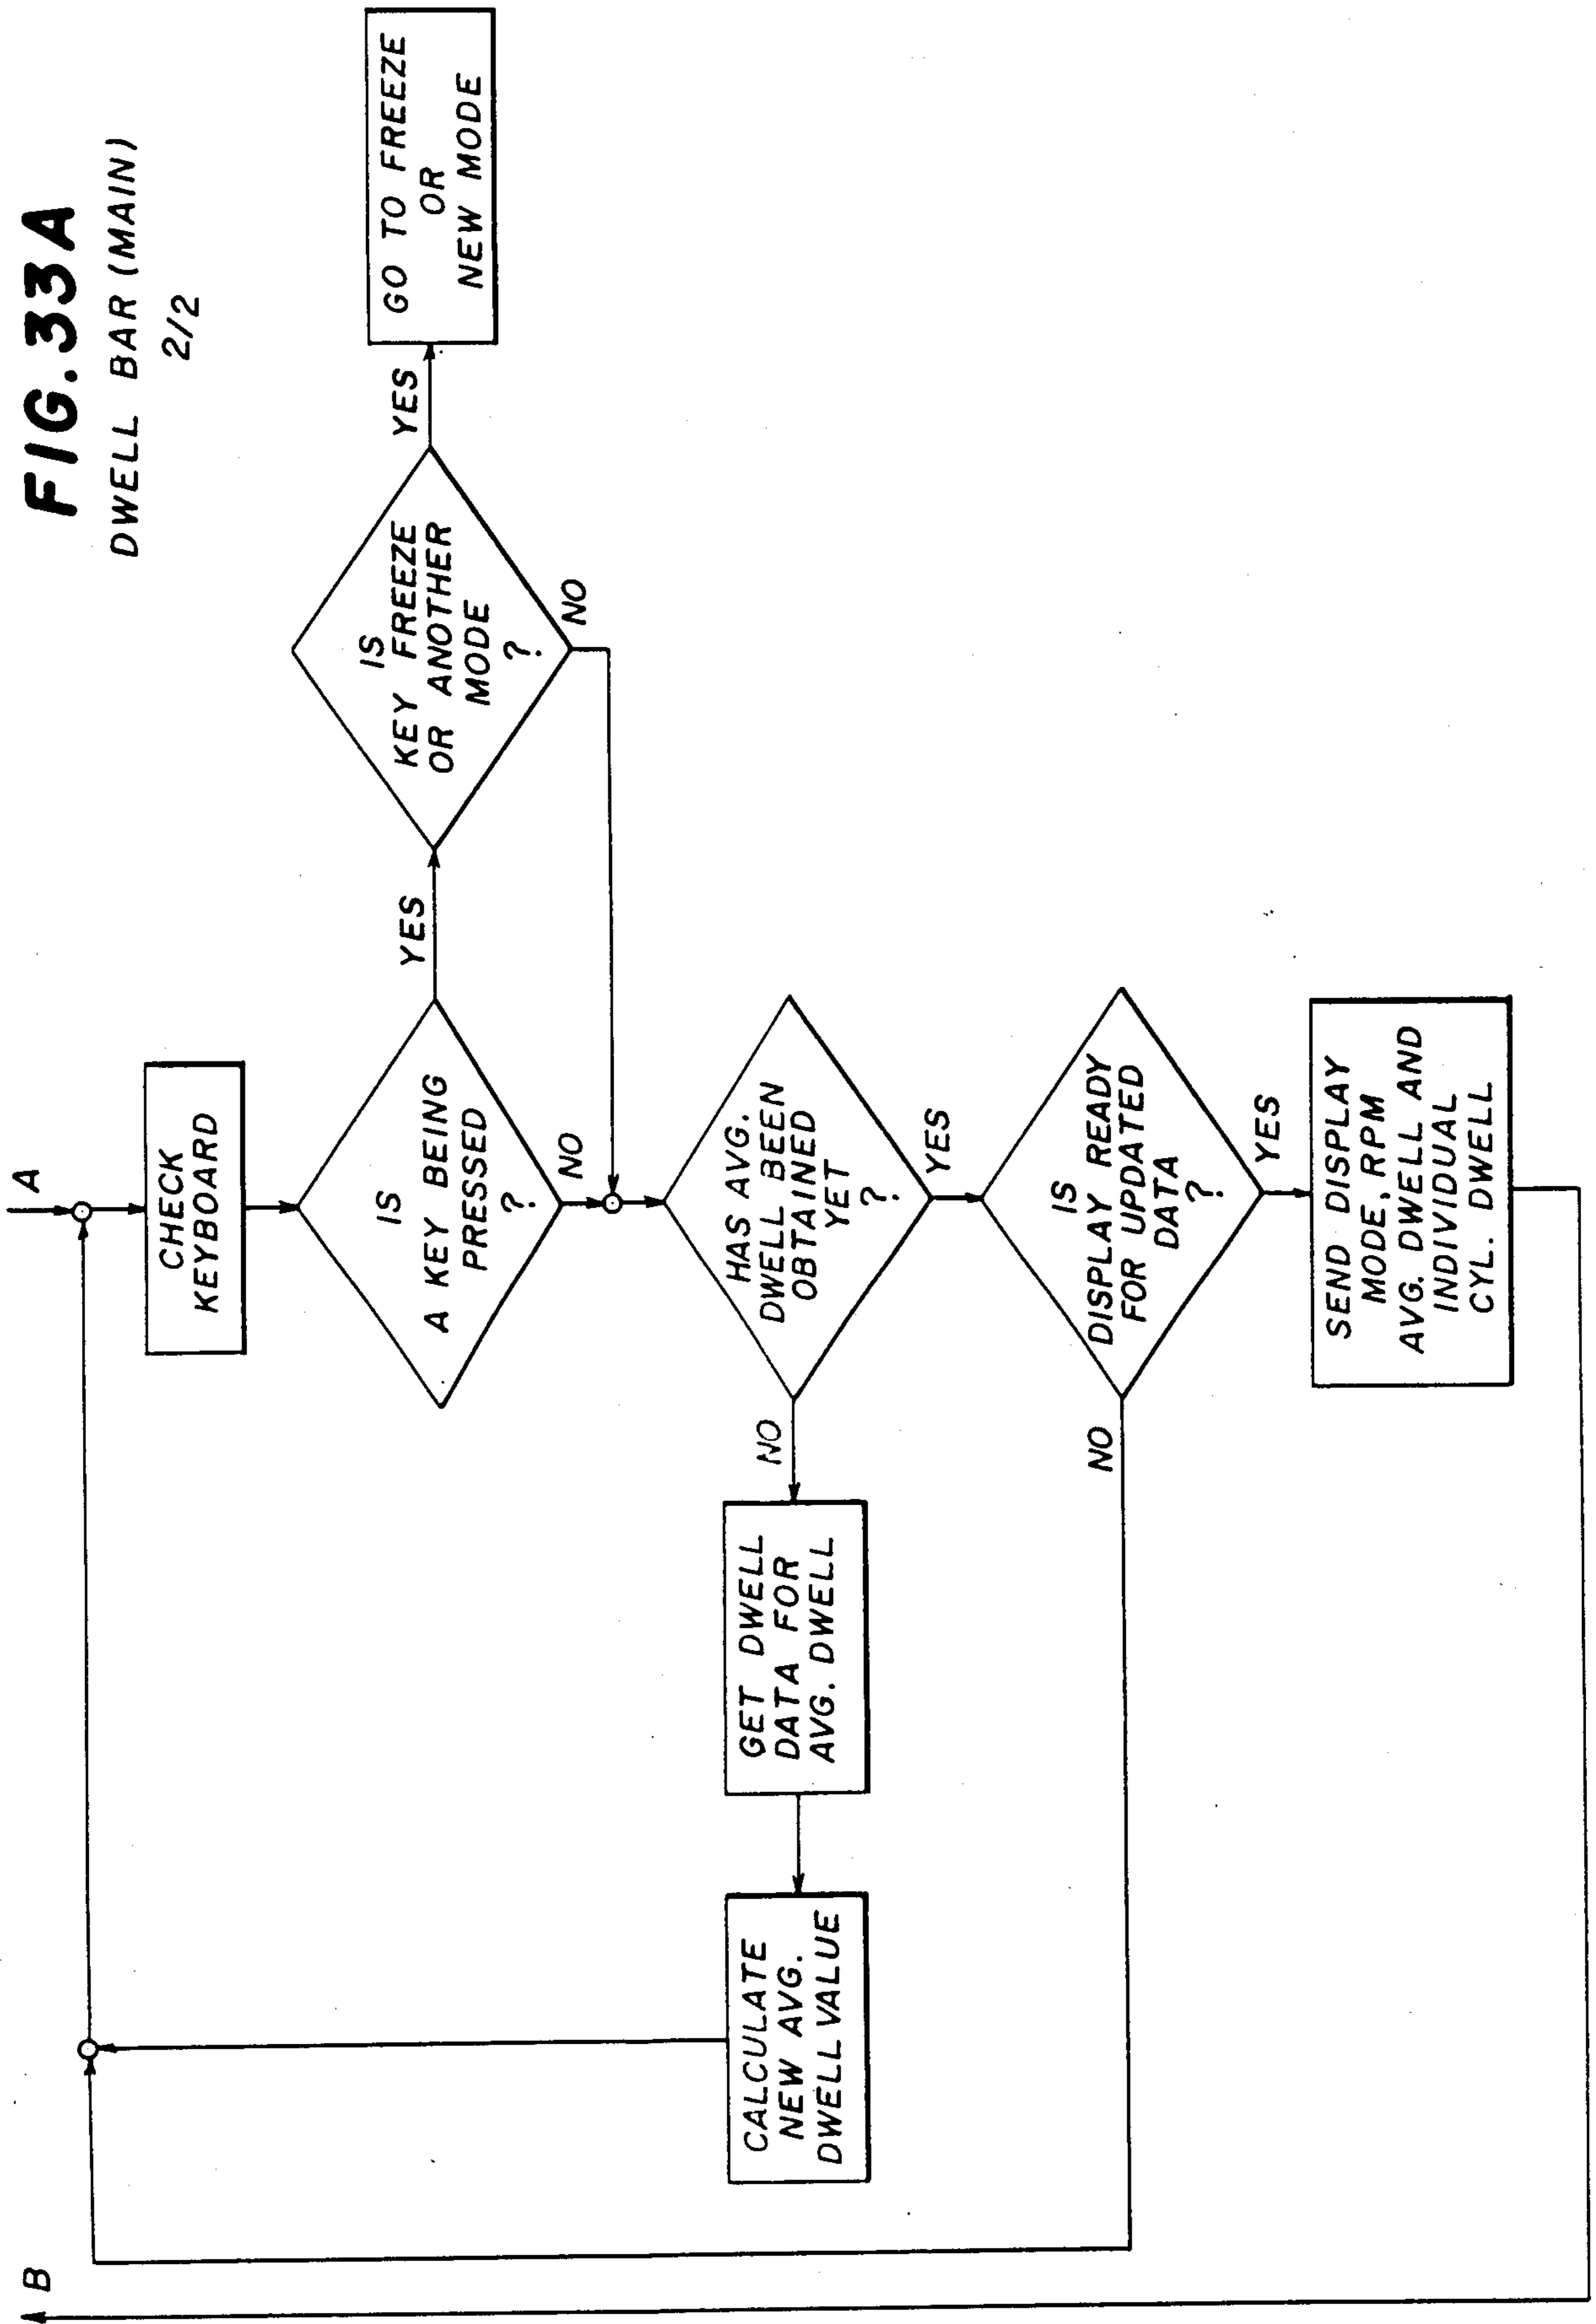 FIG.33A
DWELL BAR (MAIN)
2/2
A
CHECK
KEYBOARD
IS
A KEY BEING
PRESSED
?
YES
NO
IS
KEY FREEZE
OR ANOTHER
MODE
?
YES
NO
GO TO FREEZE
OR
NEW MODE
HAS AVG.
DWELL BEEN
OBTAINED
YET
?
NO
YES
GET DWELL
DATA FOR
AVG. DWELL
CALCULATE
NEW AVG.
DWELL VALUE
IS
DISPLAY READY
FOR UPDATED
DATA
?
NO
YES
SEND DISPLAY
MODE, RPM
AVG. DWELL AND
INDIVIDUAL
CYL. DWELL
B